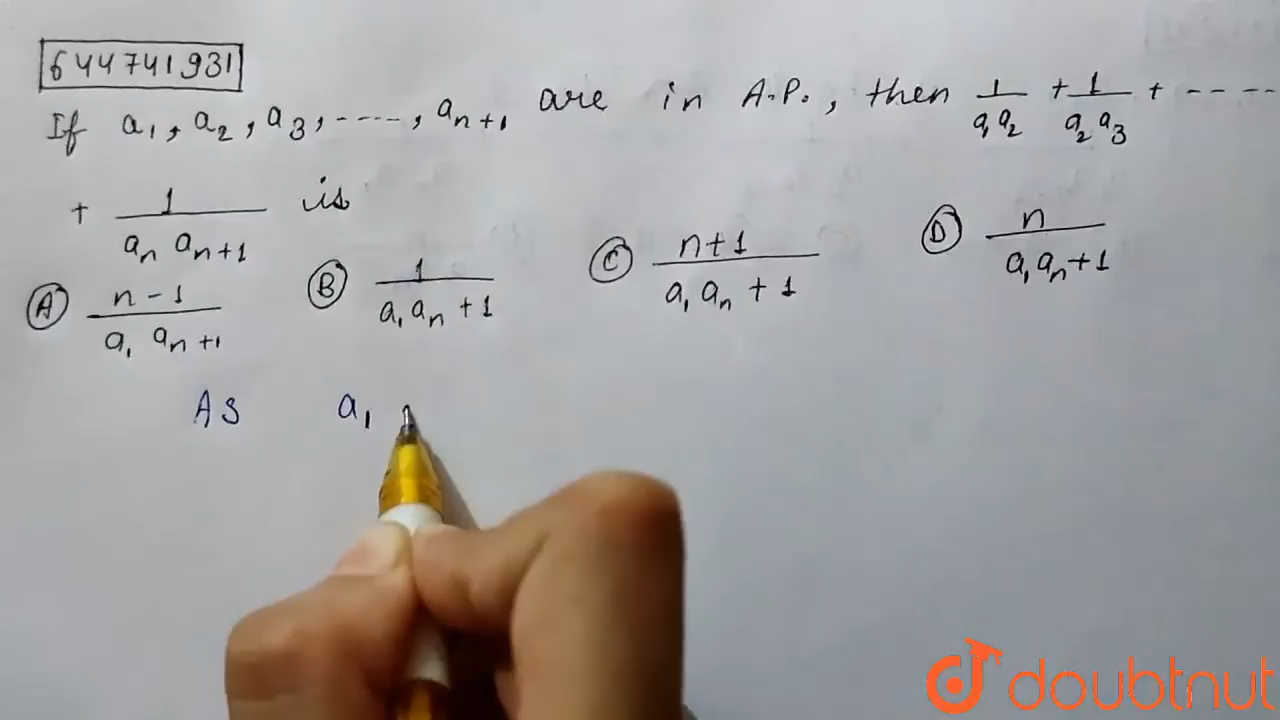 644741931
If a₁, a₂, a₃, ----, aₙ₊₁ are in A.P., then 1/a₁a₂ + 1/a₂a₃ + ----
+ 1/aₙ aₙ₊₁ is
(A) n-1/a₁ aₙ₊₁ (B) 1/a₁aₙ+1 (C) n+1/a₁aₙ+1 (D) n/a₁aₙ+1
AS a₁
doubtnut